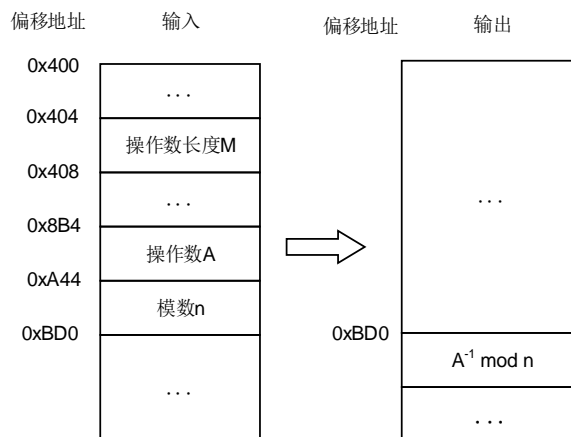 偏移地址
输入
0x400
...
0x404
操作数长度M
0x408
...
0x8B4
操作数A
0xA44
模数n
0xBD0
...
偏移地址
输出
...
0xBD0
A⁻¹ mod n
...